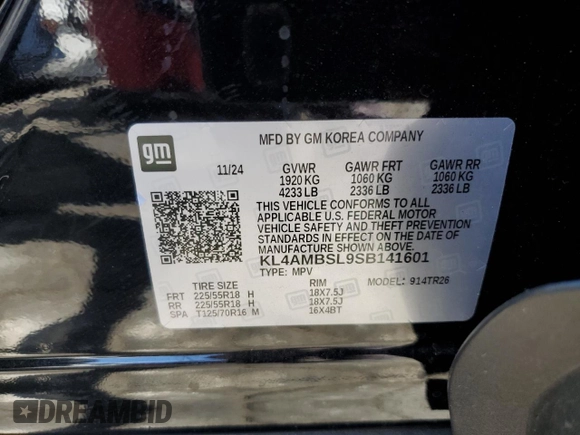 MFD BY GM KOREA COMPANY
gm
11/24 GVWR GAWR FRT GAWR RR
1920 KG 1060 KG 1060 KG
4233 LB 2336 LB 2336 LB
THIS VEHICLE CONFORMS TO ALL
APPLICABLE U.S. FEDERAL MOTOR
VEHICLE SAFETY AND THEFT PREVENTION
STANDARDS IN EFFECT ON THE DATE OF
MANUFACTURE SHOWN ABOVE.
KL4AMBSL9SB141601
TYPE: MPV MODEL: 914TR26
TIRE SIZE RIM
FRT 225/55R18 H 18X7.5J
RR 225/55R18 H 18X7.5J
SPA T125/70R16 M 16X4BT
DREAMBID